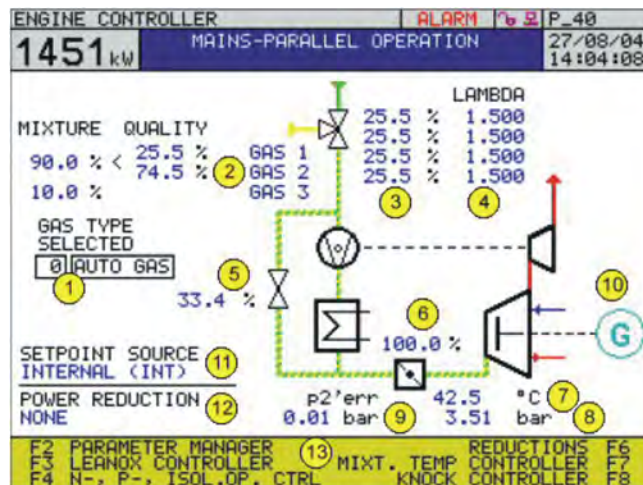 ENGINE CONTROLLER ALARM P_40
1451 kW MAINS-PARALLEL OPERATION 27/08/04
14:04:08
LAMBDA
MIXTURE QUALITY
25.5 % 1.500
25.5 % 1.500
25.5 % 1.500
25.5 % 1.500
90.0 % < 25.5 % GAS 1
74.5 % 2 GAS 2
10.0 % GAS 3
3 4
GAS TYPE
SELECTED
0 AUTO GAS
1
5
33.4 %
6
100.0 %
10
G
SETPOINT SOURCE 11
INTERNAL (INT)
POWER REDUCTION 12
NONE
p2'err 42.5 °C 7
0.01 bar 9 3.51 bar 8
F2 PARAMETER MANAGER 13 REDUCTIONS F6
F3 LEANOX CONTROLLER MIXT. TEMP CONTROLLER F7
F4 N-, P-, ISOL.OP. CTRL KNOCK CONTROLLER F8